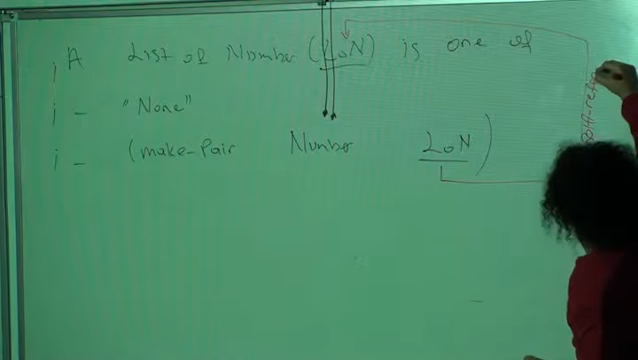 ; A List of Number (LoN) is one of
; - "None"
; - (make-Pair Number LoN)